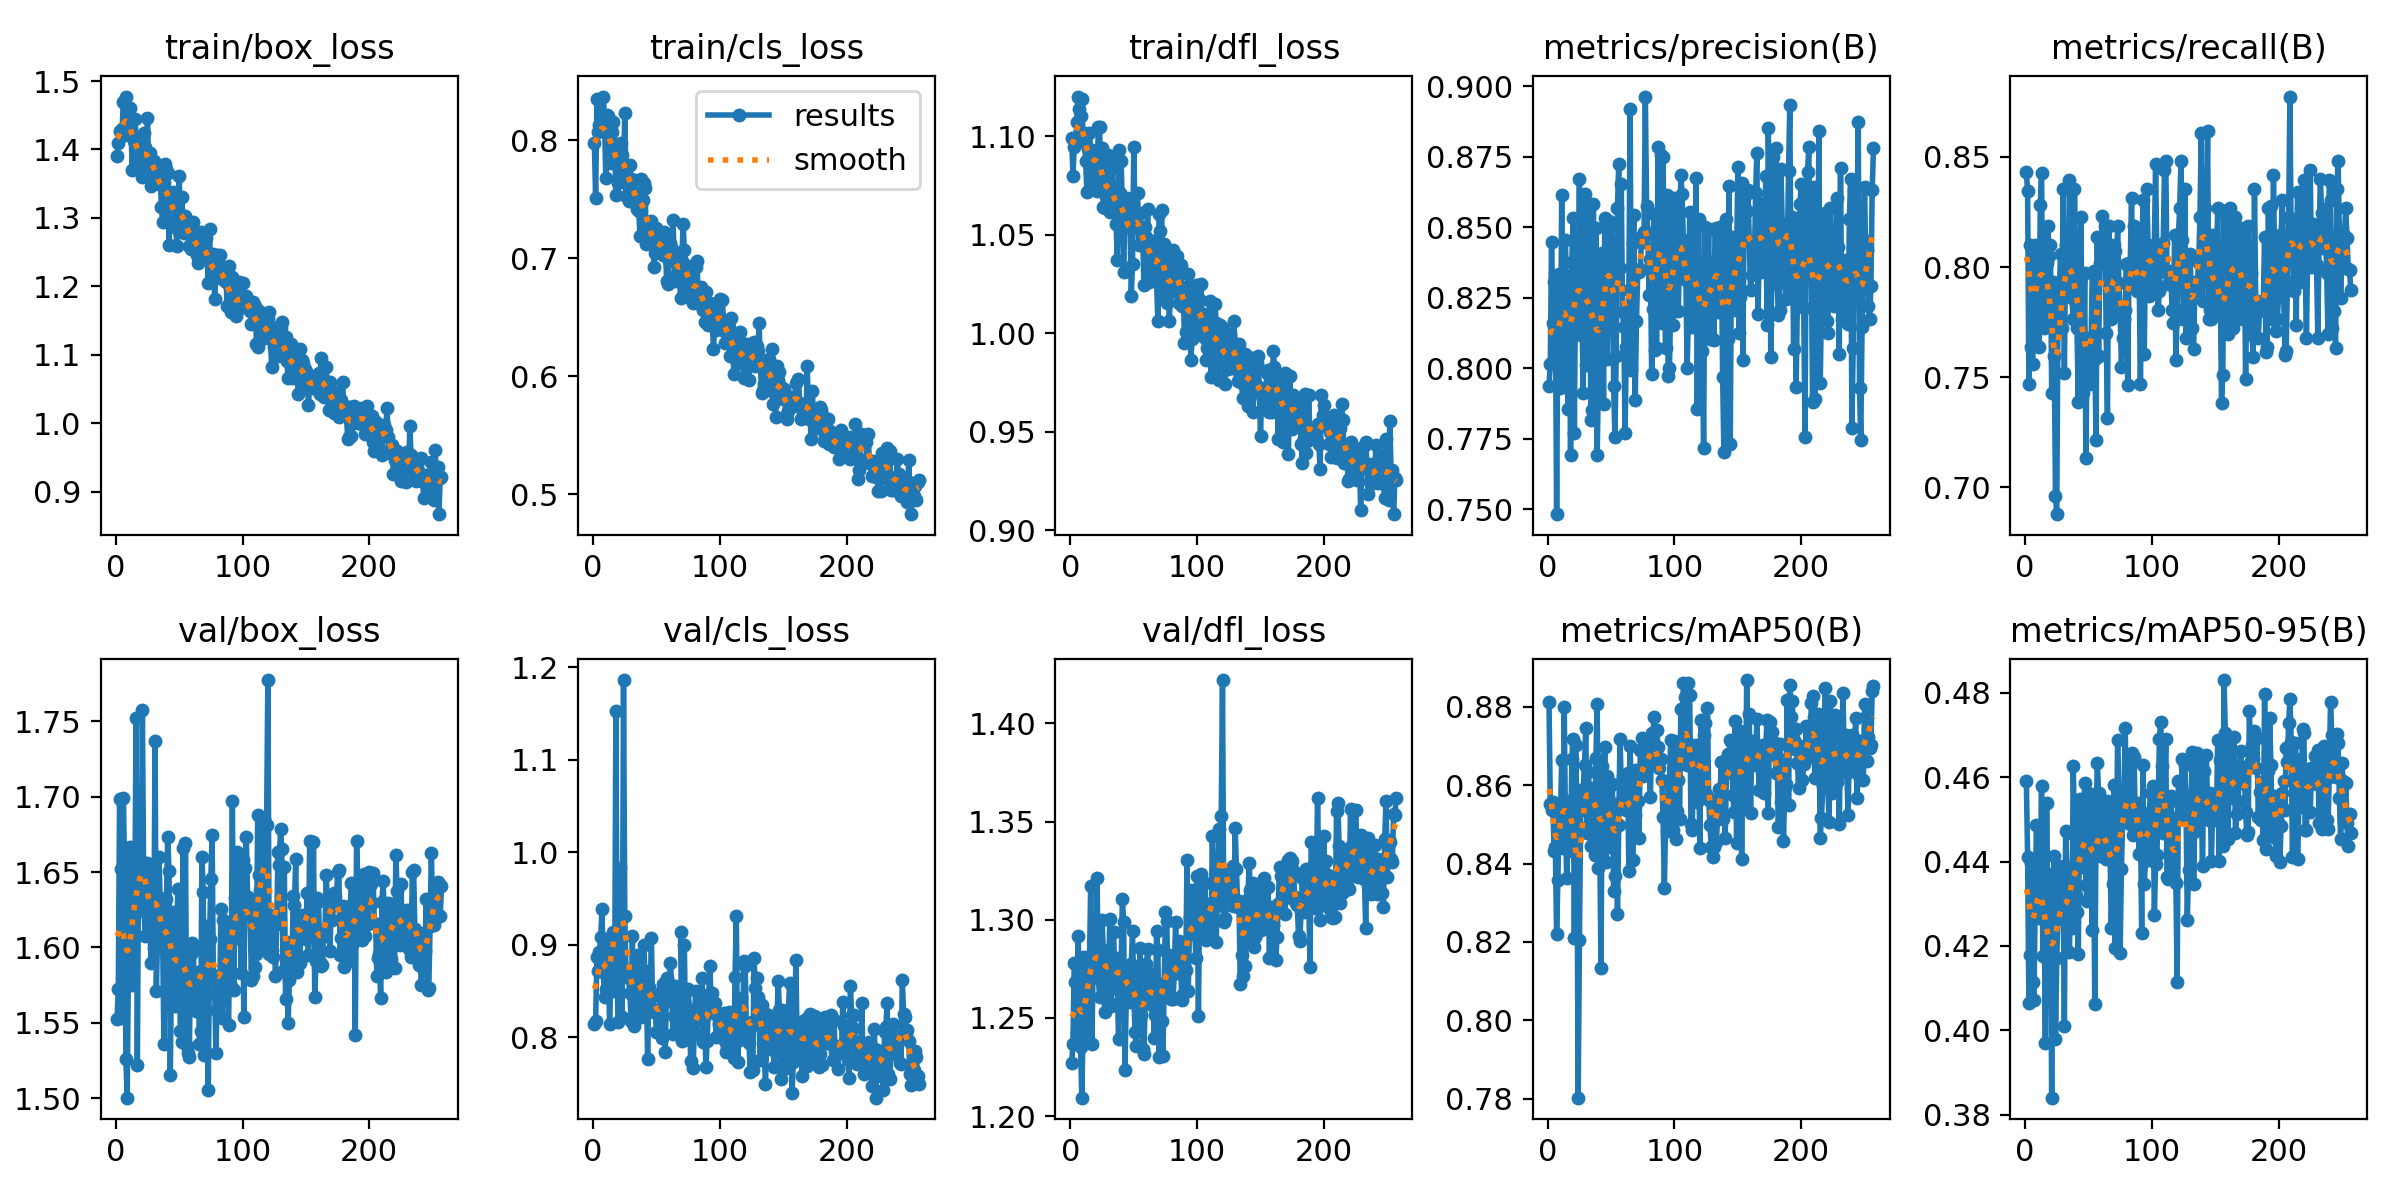 train/box_loss
1.5
1.4
1.3
1.2
1.1
1.0
0.9
0 100 200
train/cls_loss
results
smooth
0.8
0.7
0.6
0.5
0 100 200
train/dfl_loss
1.10
1.05
1.00
0.95
0.90
0 100 200
metrics/precision(B)
0.900
0.875
0.850
0.825
0.800
0.775
0.750
0 100 200
metrics/recall(B)
0.85
0.80
0.75
0.70
0 100 200
val/box_loss
1.75
1.70
1.65
1.60
1.55
1.50
0 100 200
val/cls_loss
1.2
1.1
1.0
0.9
0.8
0 100 200
val/dfl_loss
1.40
1.35
1.30
1.25
1.20
0 100 200
metrics/mAP50(B)
0.88
0.86
0.84
0.82
0.80
0.78
0 100 200
metrics/mAP50-95(B)
0.48
0.46
0.44
0.42
0.40
0.38
0 100 200